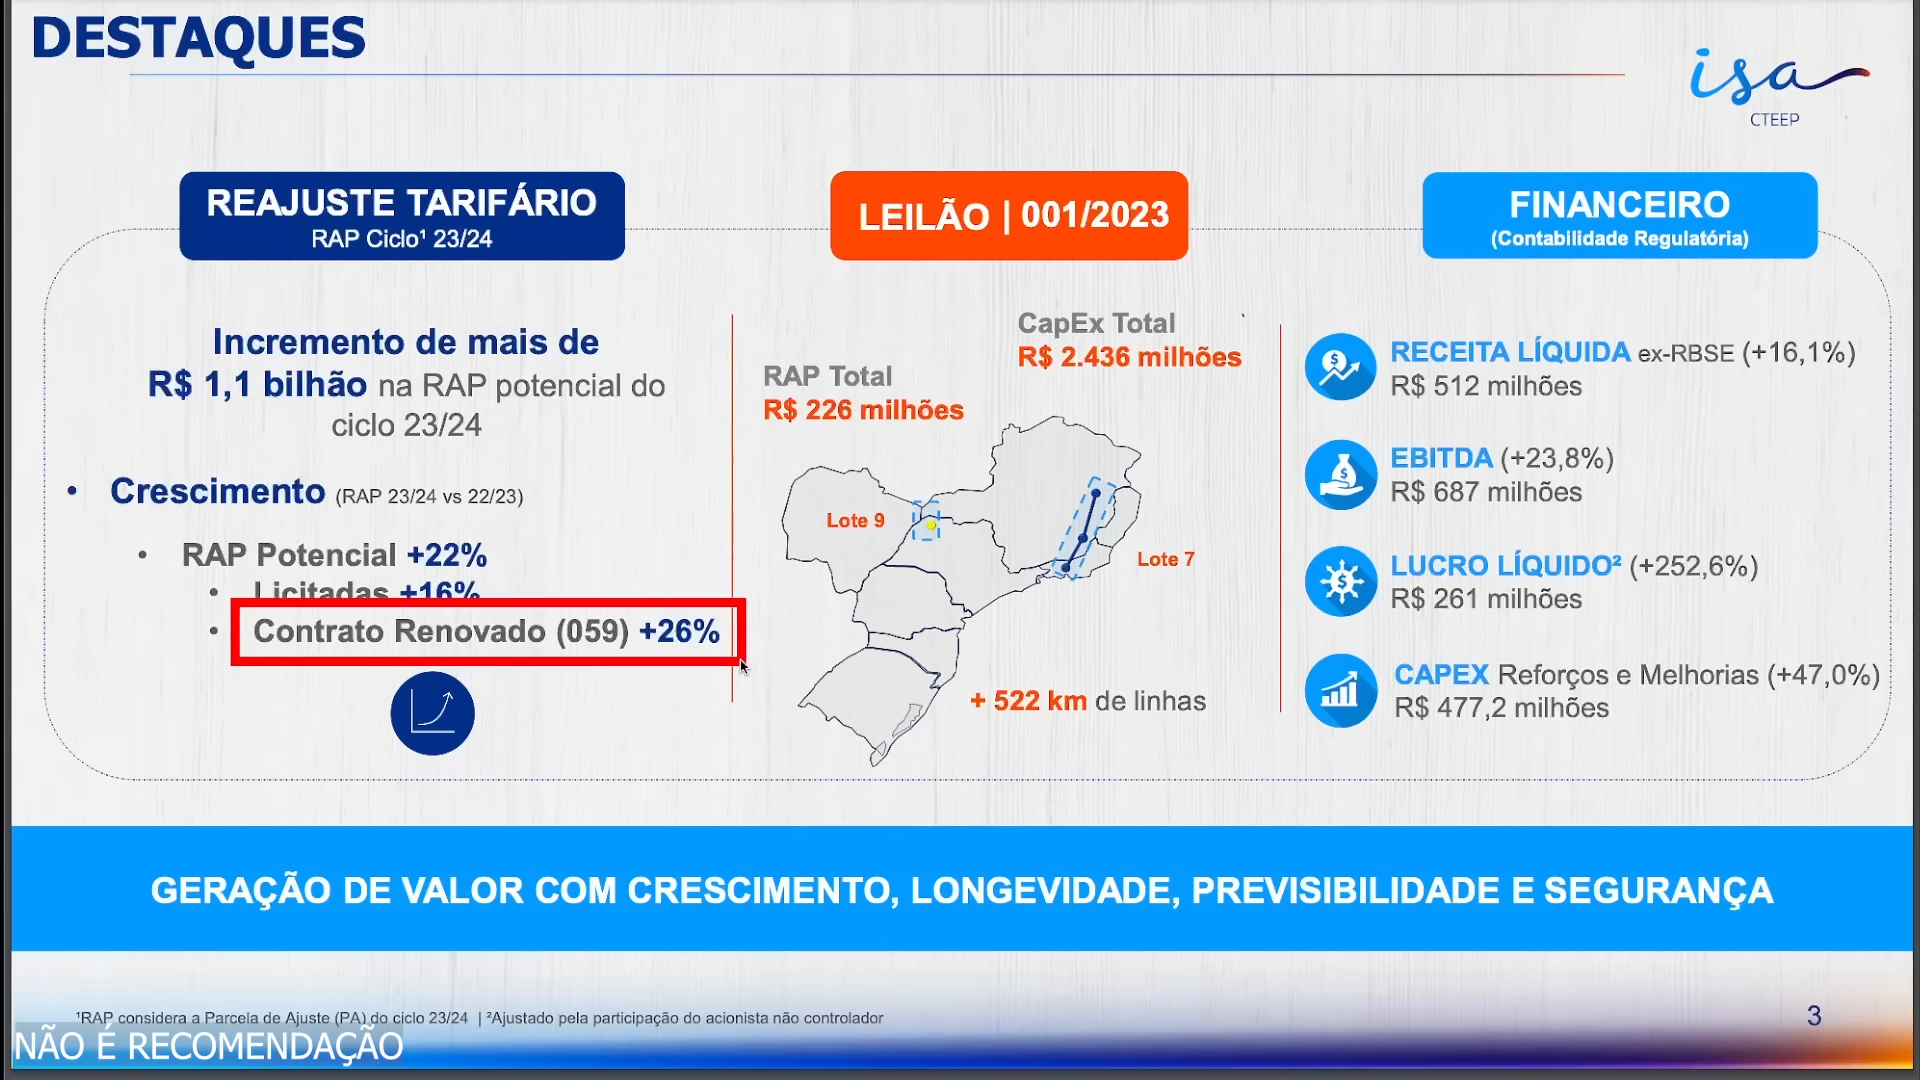 DESTAQUES
isa
CTEEP
REAJUSTE TARIFÁRIO
RAP Ciclo¹ 23/24
Incremento de mais de
R$ 1,1 bilhão na RAP potencial do
ciclo 23/24
• Crescimento (RAP 23/24 vs 22/23)
• RAP Potencial +22%
• Licitadas +16%
• Contrato Renovado (059) +26%
LEILÃO | 001/2023
CapEx Total
R$ 2.436 milhões
RAP Total
R$ 226 milhões
Lote 9
Lote 7
+ 522 km de linhas
FINANCEIRO
(Contabilidade Regulatória)
RECEITA LÍQUIDA ex-RBSE (+16,1%)
R$ 512 milhões
EBITDA (+23,8%)
R$ 687 milhões
LUCRO LÍQUIDO² (+252,6%)
R$ 261 milhões
CAPEX Reforços e Melhorias (+47,0%)
R$ 477,2 milhões
GERAÇÃO DE VALOR COM CRESCIMENTO, LONGEVIDADE, PREVISIBILIDADE E SEGURANÇA
¹RAP considera a Parcela de Ajuste (PA) do ciclo 23/24 | ²Ajustado pela participação do acionista não controlador
3
NÃO É RECOMENDAÇÃO